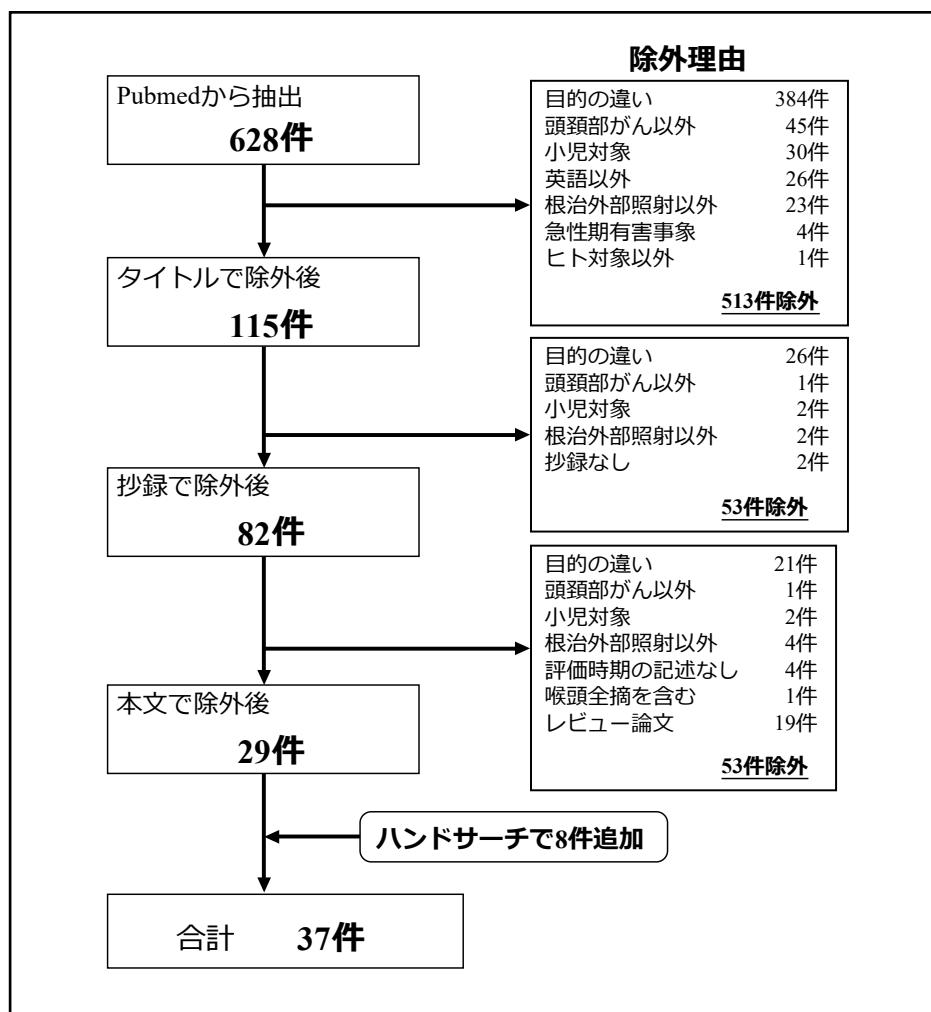 除外理由
Pubmedから抽出
628件
目的の違い 384件
頭頚部がん以外 45件
小児対象 30件
英語以外 26件
根治外部照射以外 23件
急性期有害事象 4件
ヒト対象以外 1件
513件除外
タイトルで除外後
115件
目的の違い 26件
頭頚部がん以外 1件
小児対象 2件
根治外部照射以外 2件
抄録なし 2件
53件除外
抄録で除外後
82件
目的の違い 21件
頭頚部がん以外 1件
小児対象 2件
根治外部照射以外 4件
評価時期の記述なし 4件
喉頭全摘を含む 1件
レビュー論文 19件
53件除外
本文で除外後
29件
ハンドサーチで8件追加
合計 37件